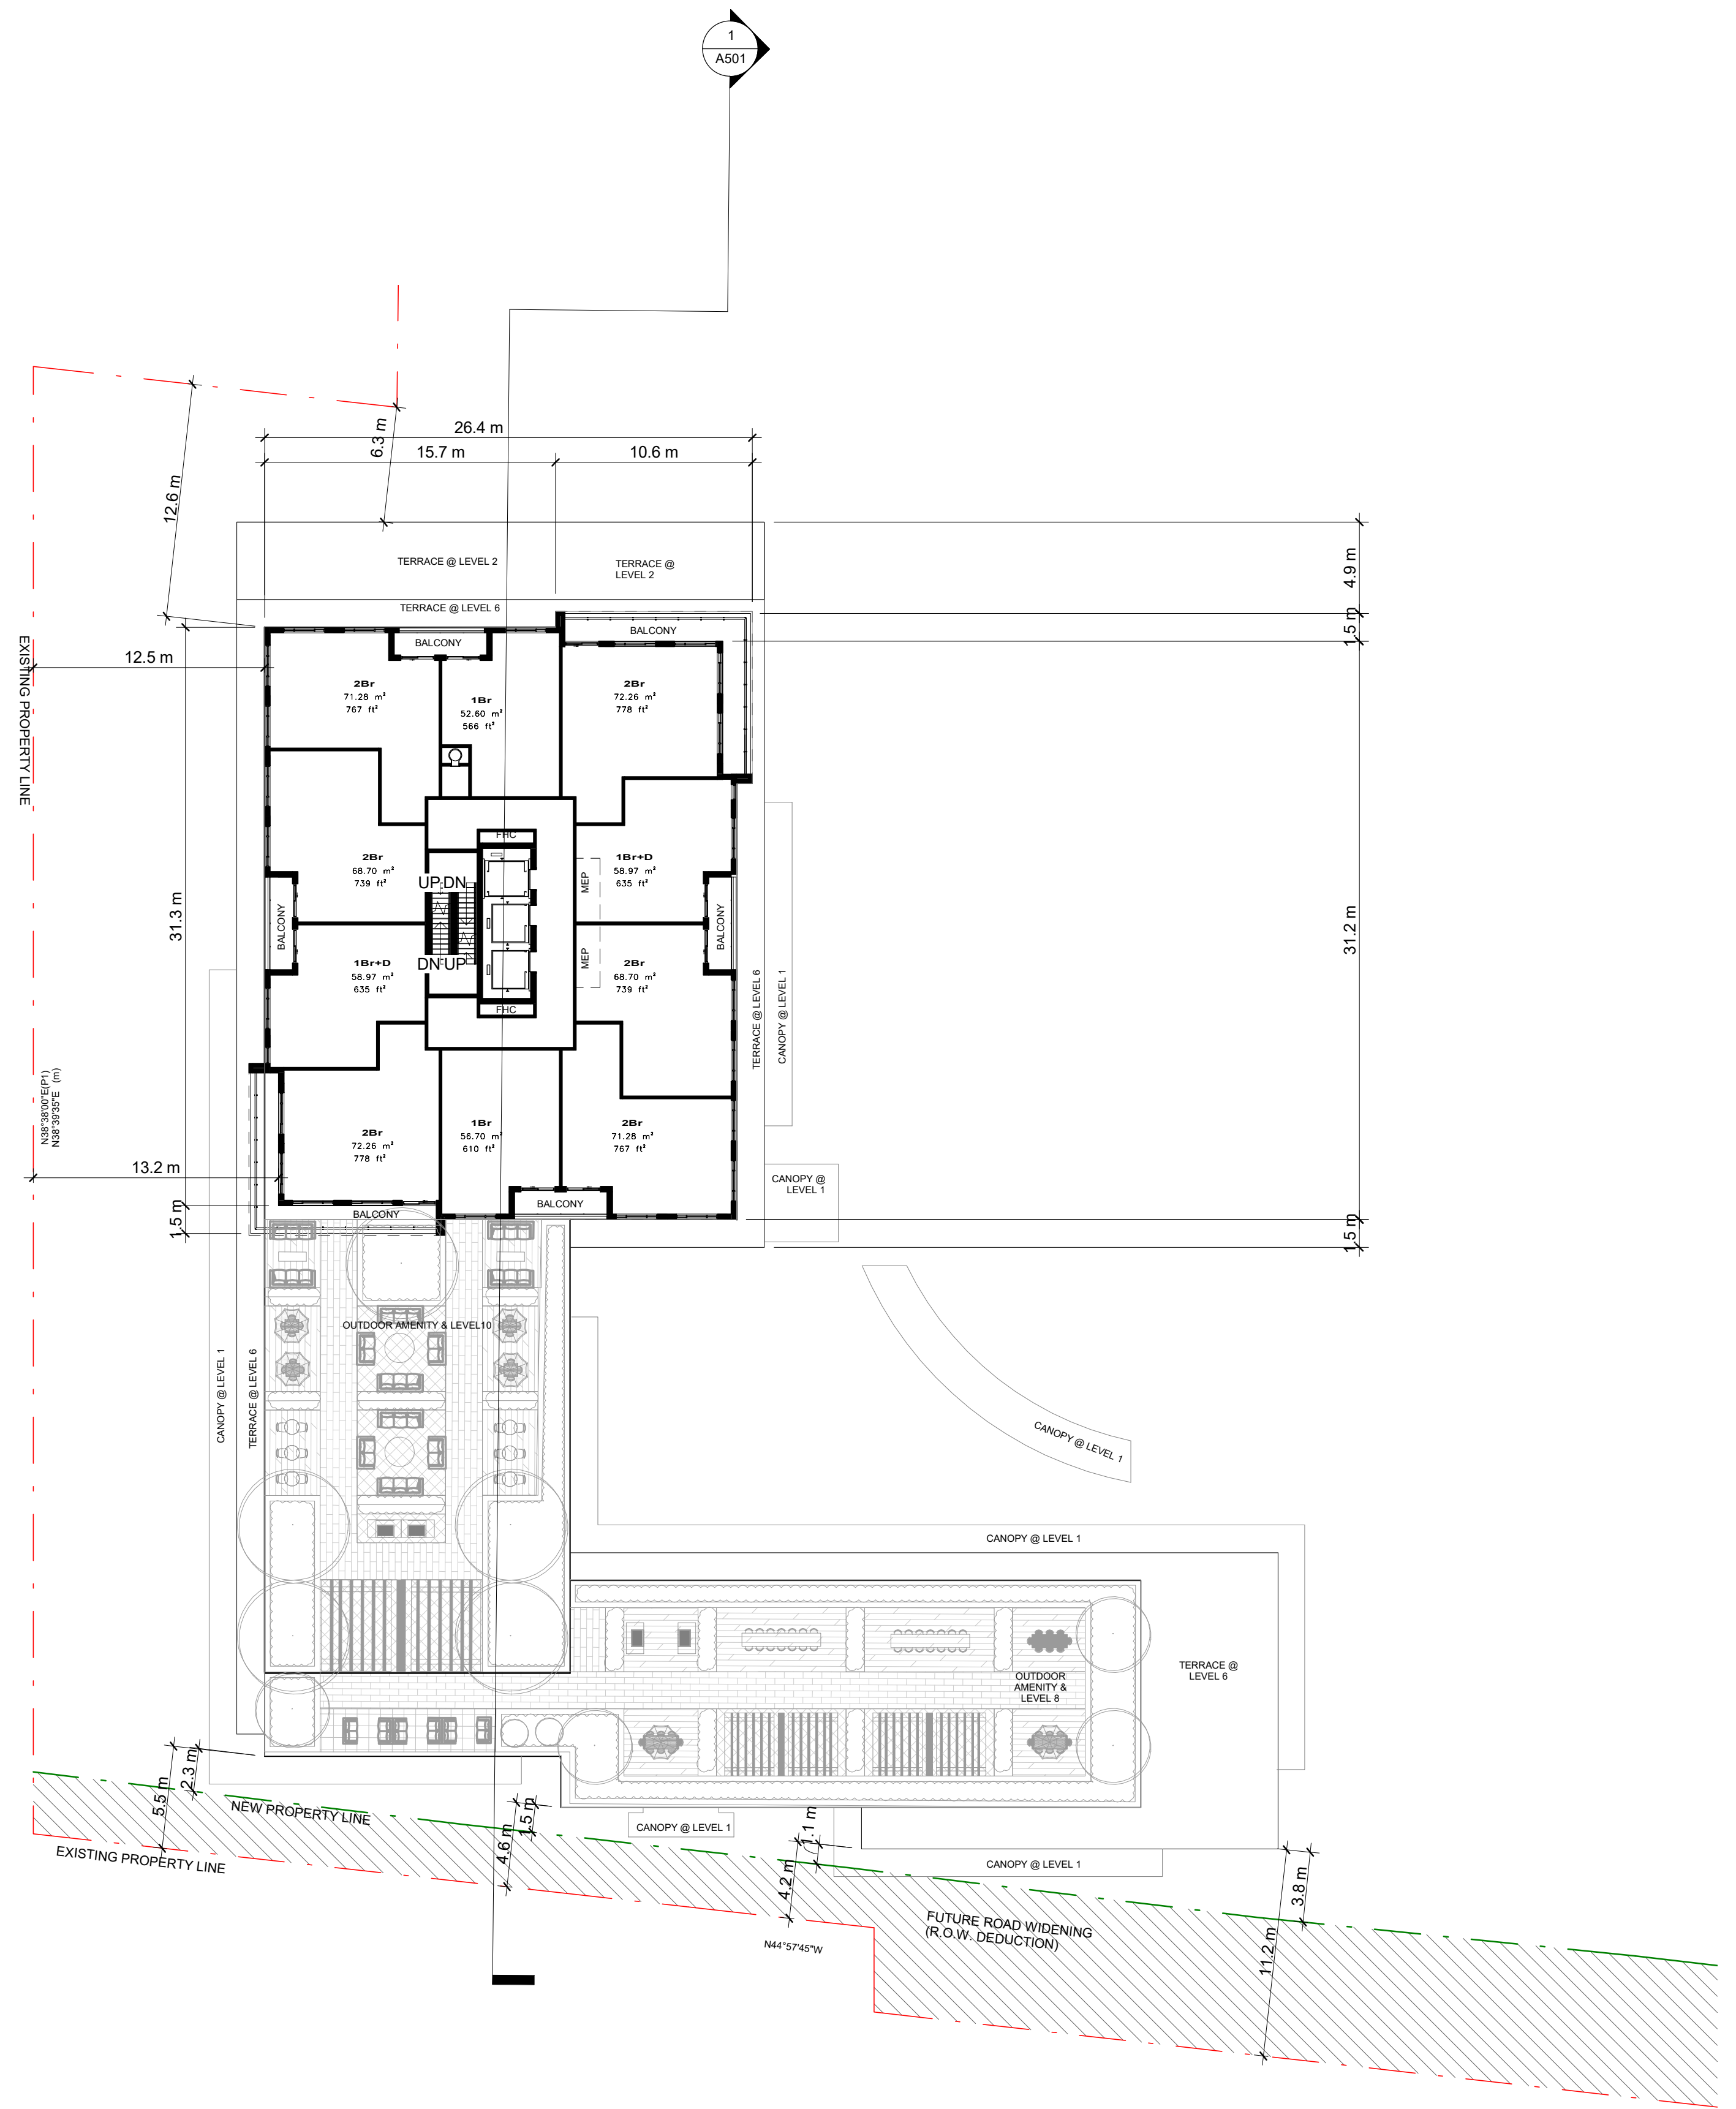 1
A501
26.4 m
15.7 m
10.6 m
6.3 m
12.6 m
TERRACE @ LEVEL 2
TERRACE @
LEVEL 2
4.9 m
TERRACE @ LEVEL 6
BALCONY
BALCONY
1.5 m
EXISTING PROPERTY LINE
12.5 m
2Br
71.28 m²
767 ft²
1Br
52.60 m²
566 ft²
2Br
72.26 m²
778 ft²
FHC
2Br
68.70 m²
739 ft²
UP DN
MEP
1Br+D
58.97 m²
635 ft²
31.3 m
BALCONY
BALCONY
31.2 m
1Br+D
58.97 m²
635 ft²
DN UP
MEP
2Br
68.70 m²
739 ft²
FHC
TERRACE @ LEVEL 6
CANOPY @ LEVEL 1
N38°38'00"E(P1)
N38°39'35"E (m)
2Br
72.26 m²
778 ft²
1Br
56.70 m²
610 ft²
2Br
71.28 m²
767 ft²
13.2 m
CANOPY @
LEVEL 1
1.5 m
BALCONY
BALCONY
1.5 m
OUTDOOR AMENITY & LEVEL10
CANOPY @ LEVEL 1
TERRACE @ LEVEL 6
CANOPY @ LEVEL 1
CANOPY @ LEVEL 1
OUTDOOR
AMENITY &
LEVEL 8
TERRACE @
LEVEL 6
5.5 m
2.3 m
NEW PROPERTY LINE
EXISTING PROPERTY LINE
4.6 m
1.5 m
CANOPY @ LEVEL 1
1.1 m
4.2 m
CANOPY @ LEVEL 1
3.8 m
11.2 m
FUTURE ROAD WIDENING
(R.O.W. DEDUCTION)
N44°57'45"W